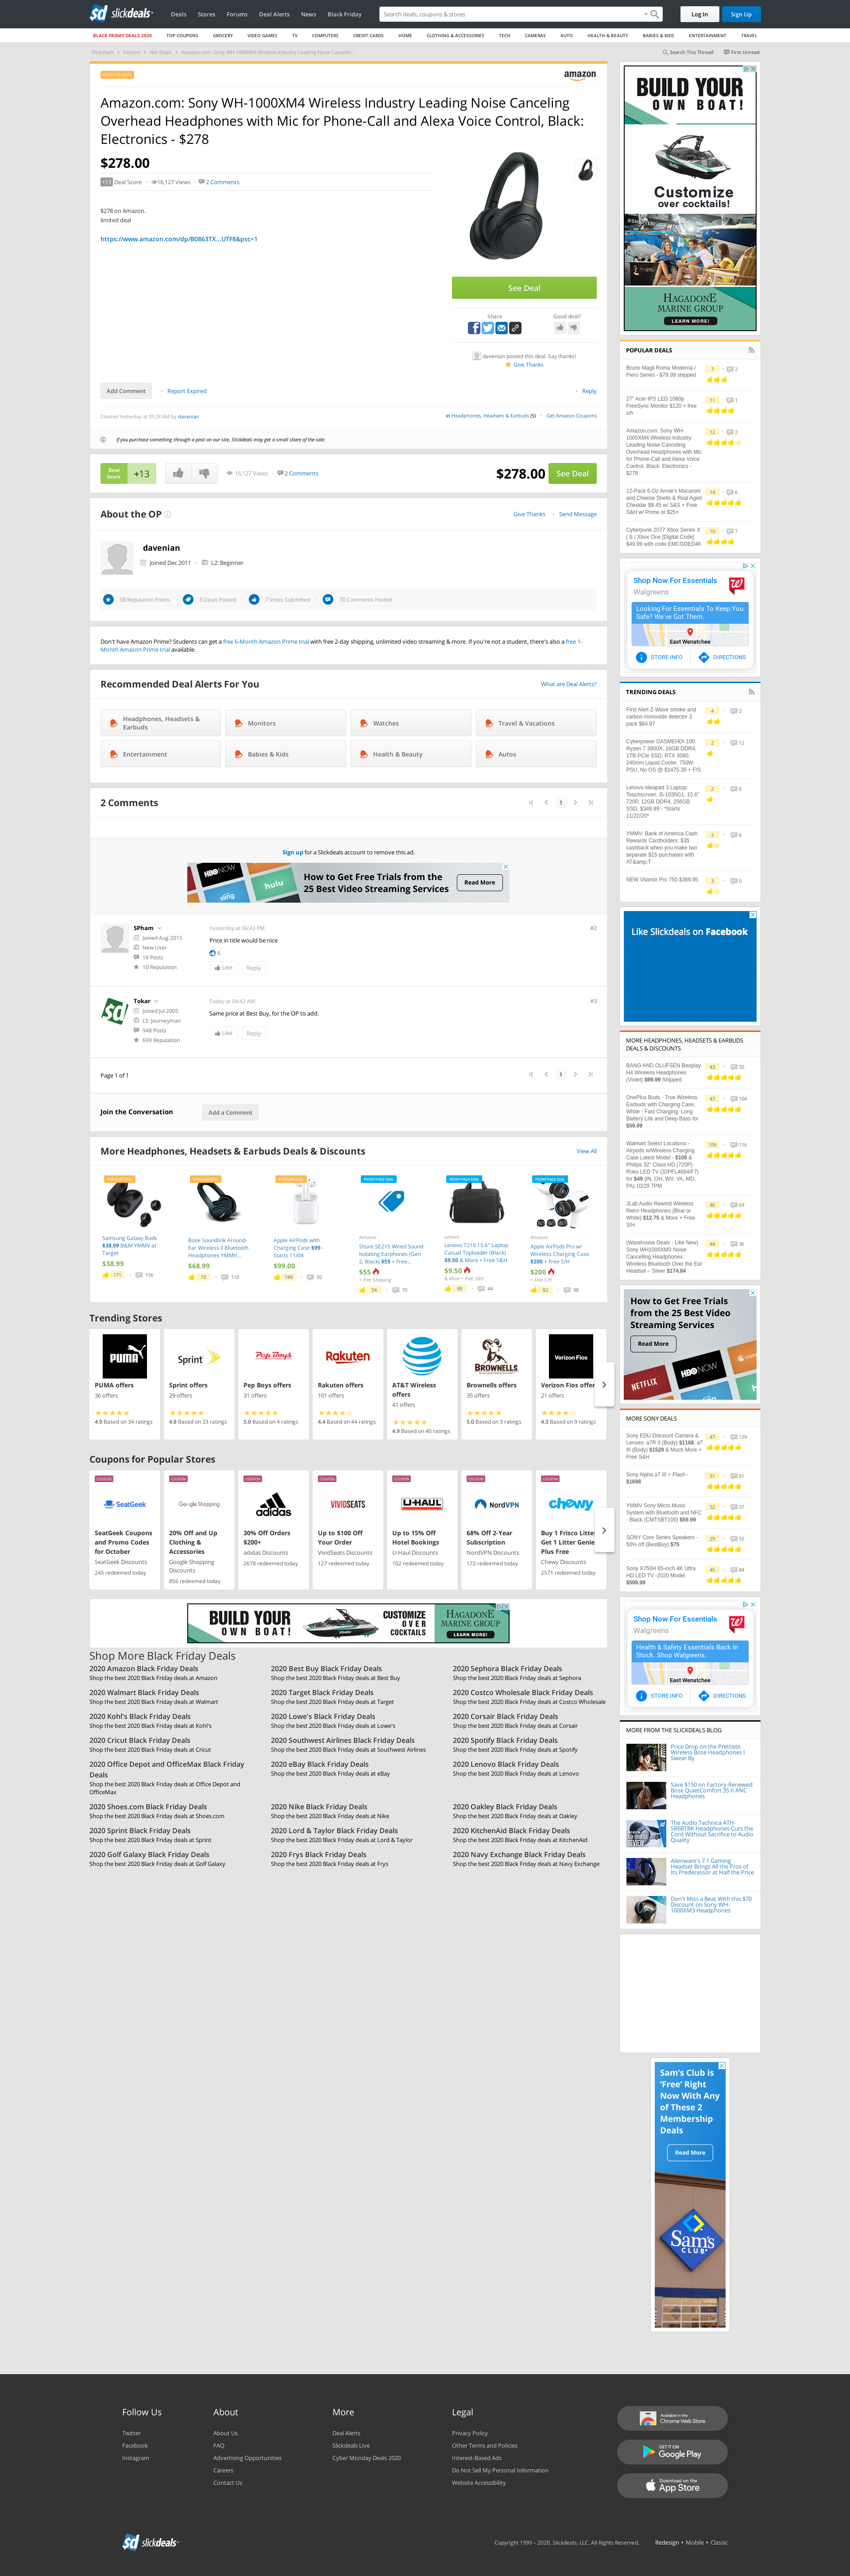 slickdeals
Deals
Stores
Forums
Deal Alerts
News
Black Friday
Search deals, coupons & stores
Log In
Sign Up
BLACK FRIDAY DEALS 2020
TOP COUPONS
GROCERY
VIDEO GAMES
TV
COMPUTERS
CREDIT CARDS
HOME
CLOTHING & ACCESSORIES
TECH
CAMERAS
AUTO
HEALTH & BEAUTY
BABIES & KIDS
ENTERTAINMENT
TRAVEL
Slickdeals > Forums > Hot Deals > Amazon.com: Sony WH-1000XM4 Wireless Industry Leading Noise Cancelin...
Search This Thread
First Unread
POPULAR DEAL
amazon
Amazon.com: Sony WH-1000XM4 Wireless Industry Leading Noise Canceling
Overhead Headphones with Mic for Phone-Call and Alexa Voice Control, Black:
Electronics - $278
$278.00
+13 Deal Score
16,127 Views
2 Comments
$278 on Amazon.
limited deal
https://www.amazon.com/dp/B0863TX...UTF8&psc=1
See Deal
Share
Good deal?
davenian posted this deal. Say thanks!
Give Thanks
Add Comment
Report Expired
Reply
Created Yesterday at 05:28 AM by davenian
in Headphones, Headsets & Earbuds (5)
Get Amazon Coupons
If you purchase something through a post on our site, Slickdeals may get a small share of the sale.
Deal
Score
+13
16,127 Views
2 Comments
$278.00
See Deal
About the OP
Give Thanks
Send Message
davenian
Joined Dec 2011
L2: Beginner
58 Reputation Points
3 Deals Posted
7 Votes Submitted
70 Comments Posted
Don't have Amazon Prime? Students can get a free 6-Month Amazon Prime trial with free 2-day shipping, unlimited video streaming & more. If you're not a student, there's also a free 1-
Month Amazon Prime trial available.
Recommended Deal Alerts For You
What are Deal Alerts?
Headphones, Headsets &
Earbuds
Monitors
Watches
Travel & Vacations
Entertainment
Babies & Kids
Health & Beauty
Autos
2 Comments
1
Sign up for a Slickdeals account to remove this ad.
HBO NOW
hulu
sling
How to Get Free Trials from the
25 Best Video Streaming Services
Read More
SPham
Joined Aug 2015
New User
18 Posts
10 Reputation
Yesterday at 06:43 PM
#2
Price in title would be nice
6
Like
Reply
Tokar
Joined Jul 2005
L5: Journeyman
948 Posts
699 Reputation
Today at 04:42 AM
#3
Same price at Best Buy, for the OP to add.
Like
Reply
Page 1 of 1
1
Join the Conversation
Add a Comment
More Headphones, Headsets & Earbuds Deals & Discounts
View All
POPULAR DEAL
Samsung Galaxy Buds
$38.99 B&M YMMV at
Target
$38.99
171
156
POPULAR DEAL
Bose Soundlink Around-
Ear Wireless II Bluetooth
Headphones YMMV...
$68.99
73
110
POPULAR DEAL
Apple AirPods with
Charging Case $99 -
Starts 11/04
$99.00
189
92
FRONTPAGE DEAL
Amazon
Shure SE215 Wired Sound
Isolating Earphones (Gen
2, Black) $55 + Free...
$55
+ Free Shipping
54
70
FRONTPAGE DEAL
Lenovo
Lenovo T210 15.6" Laptop
Casual Toploader (Black)
$9.50 & More + Free S&H
$9.50
& More + Free S&H
90
44
FRONTPAGE DEAL
Amazon
Apple AirPods Pro w/
Wireless Charging Case
$200 + Free S/H
$200
+ Free S/H
82
98
Trending Stores
PUMA
PUMA offers
36 offers
4.9 Based on 34 ratings
Sprint
Sprint offers
29 offers
4.8 Based on 33 ratings
Pep Boys
Pep Boys offers
31 offers
5.0 Based on 4 ratings
Rakuten
Rakuten offers
101 offers
4.4 Based on 44 ratings
AT&T Wireless
offers
41 offers
4.9 Based on 40 ratings
BROWNELLS
Brownells offers
35 offers
5.0 Based on 3 ratings
Verizon Fios
Verizon Fios offer
21 offers
4.3 Based on 9 ratings
Coupons for Popular Stores
COUPON
SeatGeek
SeatGeek Coupons
and Promo Codes
for October
SeatGeek Discounts
245 redeemed today
COUPON
Google Shopping
20% Off and Up
Clothing &
Accessories
Google Shopping
Discounts
856 redeemed today
COUPON
adidas
30% Off Orders
$200+
adidas Discounts
2678 redeemed today
COUPON
VIVIDSEATS
Up to $100 Off
Your Order
VividSeats Discounts
127 redeemed today
COUPON
U-HAUL
Up to 15% Off
Hotel Bookings
U-Haul Discounts
102 redeemed today
COUPON
NordVPN
68% Off 2-Year
Subscription
NordVPN Discounts
172 redeemed today
COUPON
chewy
Buy 1 Frisco Litter
Get 1 Litter Genie
Plus Free
Chewy Discounts
2571 redeemed today
BUILD YOUR
OWN BOAT!
CUSTOMIZE
OVER
COCKTAILS
HAGADONE
MARINE GROUP
LEARN MORE!
Shop More Black Friday Deals
2020 Amazon Black Friday Deals
Shop the best 2020 Black Friday deals at Amazon
2020 Best Buy Black Friday Deals
Shop the best 2020 Black Friday deals at Best Buy
2020 Sephora Black Friday Deals
Shop the best 2020 Black Friday deals at Sephora
2020 Walmart Black Friday Deals
Shop the best 2020 Black Friday deals at Walmart
2020 Target Black Friday Deals
Shop the best 2020 Black Friday deals at Target
2020 Costco Wholesale Black Friday Deals
Shop the best 2020 Black Friday deals at Costco Wholesale
2020 Kohl's Black Friday Deals
Shop the best 2020 Black Friday deals at Kohl's
2020 Lowe's Black Friday Deals
Shop the best 2020 Black Friday deals at Lowe's
2020 Corsair Black Friday Deals
Shop the best 2020 Black Friday deals at Corsair
2020 Cricut Black Friday Deals
Shop the best 2020 Black Friday deals at Cricut
2020 Southwest Airlines Black Friday Deals
Shop the best 2020 Black Friday deals at Southwest Airlines
2020 Spotify Black Friday Deals
Shop the best 2020 Black Friday deals at Spotify
2020 Office Depot and OfficeMax Black Friday
Deals
Shop the best 2020 Black Friday deals at Office Depot and
OfficeMax
2020 eBay Black Friday Deals
Shop the best 2020 Black Friday deals at eBay
2020 Lenovo Black Friday Deals
Shop the best 2020 Black Friday deals at Lenovo
2020 Shoes.com Black Friday Deals
Shop the best 2020 Black Friday deals at Shoes.com
2020 Nike Black Friday Deals
Shop the best 2020 Black Friday deals at Nike
2020 Oakley Black Friday Deals
Shop the best 2020 Black Friday deals at Oakley
2020 Sprint Black Friday Deals
Shop the best 2020 Black Friday deals at Sprint
2020 Lord & Taylor Black Friday Deals
Shop the best 2020 Black Friday deals at Lord & Taylor
2020 KitchenAid Black Friday Deals
Shop the best 2020 Black Friday deals at KitchenAid
2020 Golf Galaxy Black Friday Deals
Shop the best 2020 Black Friday deals at Golf Galaxy
2020 Frys Black Friday Deals
Shop the best 2020 Black Friday deals at Frys
2020 Navy Exchange Black Friday Deals
Shop the best 2020 Black Friday deals at Navy Exchange
BUILD YOUR
OWN BOAT!
Customize
over cocktails!
HAGADONE
MARINE GROUP
LEARN MORE!
POPULAR DEALS
Bruno Magli Roma Moderna /
Fiero Series - $79.99 shipped
7
2
27" Acer IPS LED 1080p
FreeSync Monitor $120 + free
s/h
11
1
Amazon.com: Sony WH-
1000XM4 Wireless Industry
Leading Noise Canceling
Overhead Headphones with Mic
for Phone-Call and Alexa Voice
Control, Black: Electronics -
$278
12
2
12-Pack 6-Oz Annie's Macaroni
and Cheese Shells & Real Aged
Cheddar $8.45 w/ S&S + Free
S&H w/ Prime or $25+
14
6
Cyberpunk 2077 Xbox Series X
| S / Xbox One [Digital Code]
$49.99 with code EMCGDED46
10
7
Shop Now For Essentials
Walgreens
Looking For Essentials To Keep You
Safe? We've Got Them.
East Wenatchee
STORE INFO
DIRECTIONS
TRENDING DEALS
First Alert Z-Wave smoke and
carbon monoxide detector 3
pack $64.97
4
2
Cyberpower DASMEHDI 100:
Ryzen 7 3800X, 16GB DDR4,
1TB PCIe SSD, RTX 3080,
240mm Liquid Cooler, 750W
PSU, No OS @ $1475.35 + F/S
2
12
Lenovo Ideapad 3 Laptop:
Touchscreen, i5-1035G1, 15.6"
720P, 12GB DDR4, 256GB
SSD, $349.99 - *Starts
11/22/20*
2
8
YMMV: Bank of America Cash
Rewards Cardholders: $35
cashback when you make two
separate $15 purchases with
AT&amp;T
3
6
NEW Vitamix Pro 750 $389.95
3
0
Like Slickdeals on Facebook
MORE HEADPHONES, HEADSETS & EARBUDS
DEALS & DISCOUNTS
BANG AND OLUFSEN Beoplay
H4 Wireless Headphones
(Violet) $99.99 Shipped
43
50
OnePlus Buds - True Wireless
Earbuds with Charging Case,
White - Fast Charging, Long
Battery Life and Deep Bass for
$59.99
43
104
Walmart Select Locations -
Airpods w/Wireless Charging
Case Latest Model - $108 &
Philips 32" Class HD (720P)
Roku LED TV (32PFL4664/F7)
for $49 (IN, OH, WV, VA, MD,
PA) 10/29 7PM
109
116
JLab Audio Rewind Wireless
Retro Headphones (Blue or
White) $12.75 & More + Free
S/H
46
69
(Warehouse Deals - Like New)
Sony WH1000XM3 Noise
Cancelling Headphones :
Wireless Bluetooth Over the Ear
Headset – Silver $174.84
44
36
How to Get Free Trials
from the 25 Best Video
Streaming Services
Read More
NETFLIX
HBO NOW
sling
MORE SONY DEALS
Sony EDU Discount Camera &
Lenses: a7R II (Body) $1168, a7
III (Body) $1528 & Much More +
Free S&H
47
129
Sony Alpha a7 III + Flash -
$1698
31
61
YMMV Sony Micro Music
System with Bluetooth and NFC
- Black (CMTSBT100) $59.99
52
37
SONY Core Series Speakers -
50% off (BestBuy) $75
29
55
Sony X750H 65-inch 4K Ultra
HD LED TV -2020 Model
$599.99
45
84
Shop Now For Essentials
Walgreens
Health & Safety Essentials Back In
Stock. Shop Walgreens.
East Wenatchee
STORE INFO
DIRECTIONS
MORE FROM THE SLICKDEALS BLOG
Price Drop on the Prettiest
Wireless Bose Headphones I
Swear By
Save $150 on Factory-Renewed
Bose QuietComfort 35 II ANC
Headphones
The Audio Technica ATH-
SR6BTBK Headphones Cuts the
Cord Without Sacrifice to Audio
Quality
Alienware's 7.1 Gaming
Headset Brings All the Pros of
Its Predecessor at Half the Price
Don't Miss a Beat With this $70
Discount on Sony WH-
1000XM3 Headphones
Sam's Club is
'Free' Right
Now With Any
of These 2
Membership
Deals
Read More
Sam's
CLUB
Follow Us
Twitter
Facebook
Instagram
About
About Us
FAQ
Advertising Opportunities
Careers
Contact Us
More
Deal Alerts
Slickdeals Live
Cyber Monday Deals 2020
Legal
Privacy Policy
Other Terms and Policies
Interest-Based Ads
Do Not Sell My Personal Information
Website Accessibility
Available in the
Chrome Web Store
GET IT ON
Google Play
Download on the
App Store
slickdeals
Copyright 1999 – 2020. Slickdeals, LLC. All Rights Reserved.
Redesign • Mobile • Classic